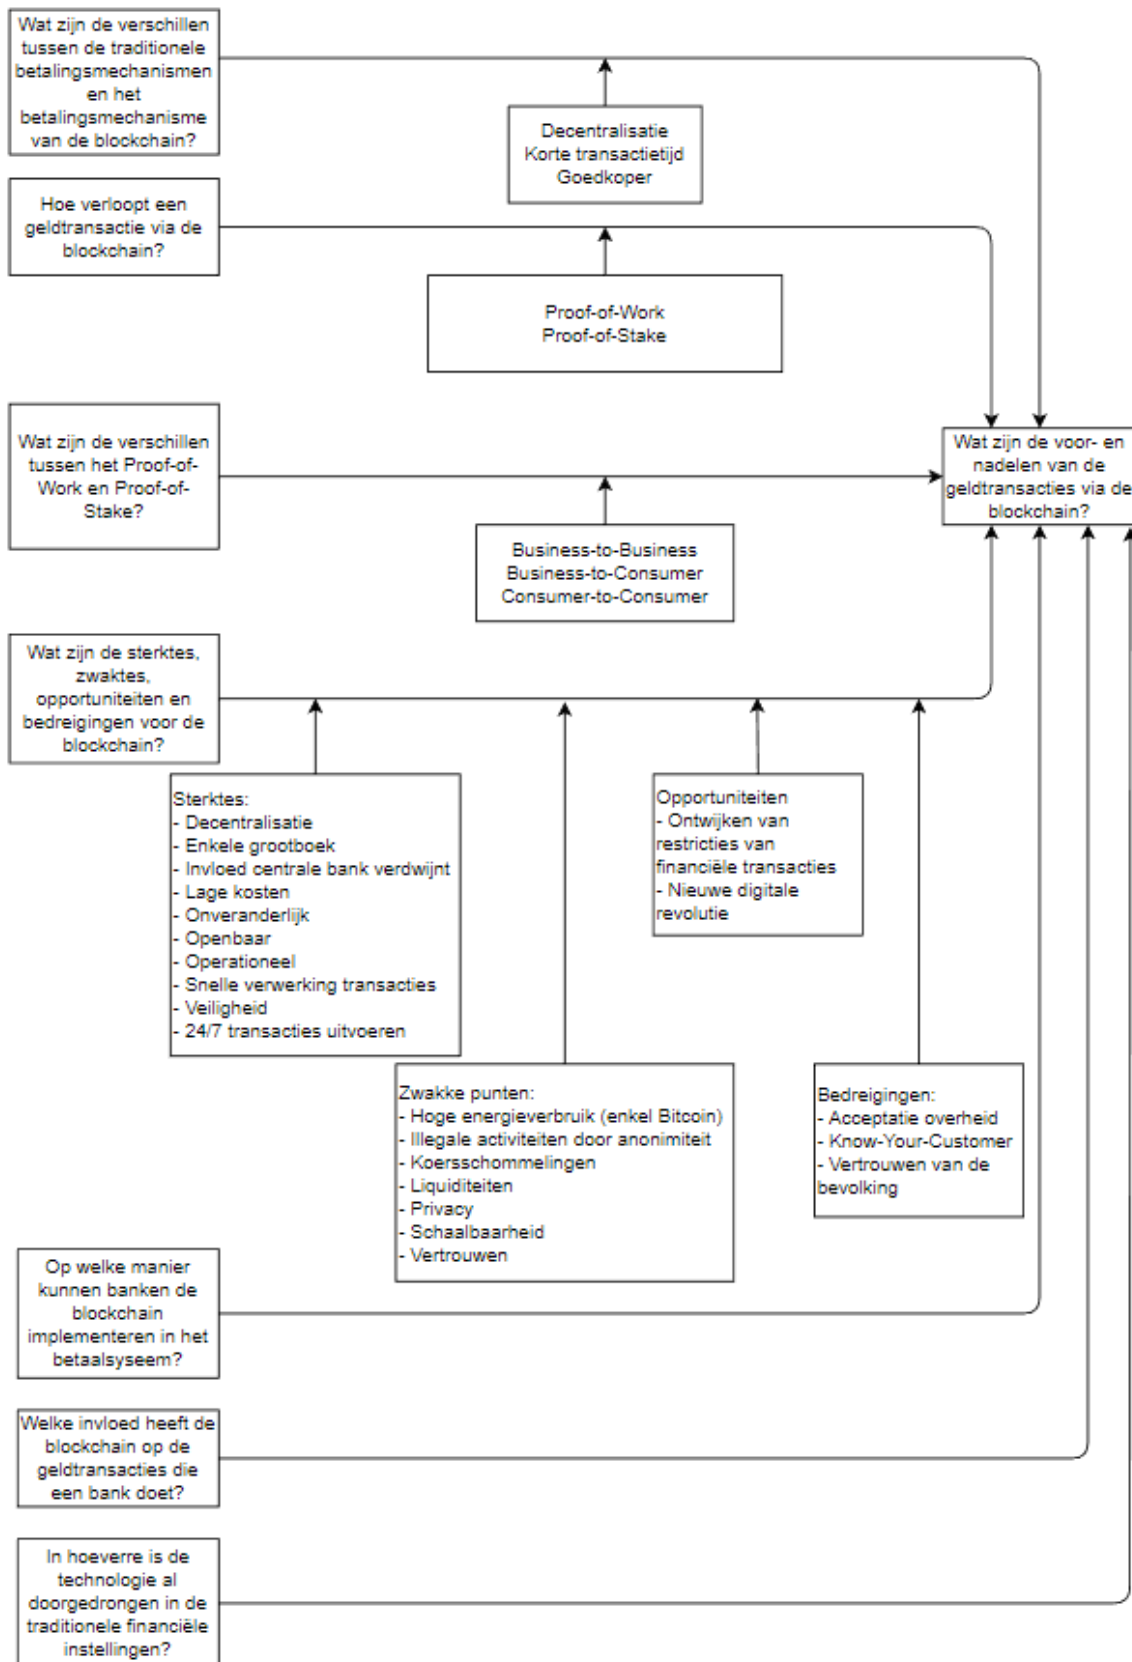 Wat zijn de verschillen
tussen de traditionele
betalingsmechanismen
en het
betalingsmechanisme
van de blockchain?
Decentralisatie
Korte transactietijd
Goedkoper
Hoe verloopt een
geldtransactie via de
blockchain?
Proof-of-Work
Proof-of-Stake
Wat zijn de verschillen
tussen het Proof-of-
Work en Proof-of-
Stake?
Wat zijn de voor- en
nadelen van de
geldtransacties via de
blockchain?
Business-to-Business
Business-to-Consumer
Consumer-to-Consumer
Wat zijn de sterktes,
zwaktes,
opportuniteiten en
bedreigingen voor de
blockchain?
Sterktes:
- Decentralisatie
- Enkele grootboek
- Invloed centrale bank verdwijnt
- Lage kosten
- Onveranderlijk
- Openbaar
- Operationeel
- Snelle verwerking transacties
- Veiligheid
- 24/7 transacties uitvoeren
Opportuniteiten
- Ontwijken van
restricties van
financiële transacties
- Nieuwe digitale
revolutie
Zwakke punten:
- Hoge energieverbruik (enkel Bitcoin)
- Illegale activiteiten door anonimiteit
- Koersschommelingen
- Liquiditeiten
- Privacy
- Schaalbaarheid
- Vertrouwen
Bedreigingen:
- Acceptatie overheid
- Know-Your-Customer
- Vertrouwen van de
bevolking
Op welke manier
kunnen banken de
blockchain
implementeren in het
betaalsyseem?
Welke invloed heeft de
blockchain op de
geldtransacties die
een bank doet?
In hoeverre is de
technologie al
doorgedrongen in de
traditionele financiële
instellingen?